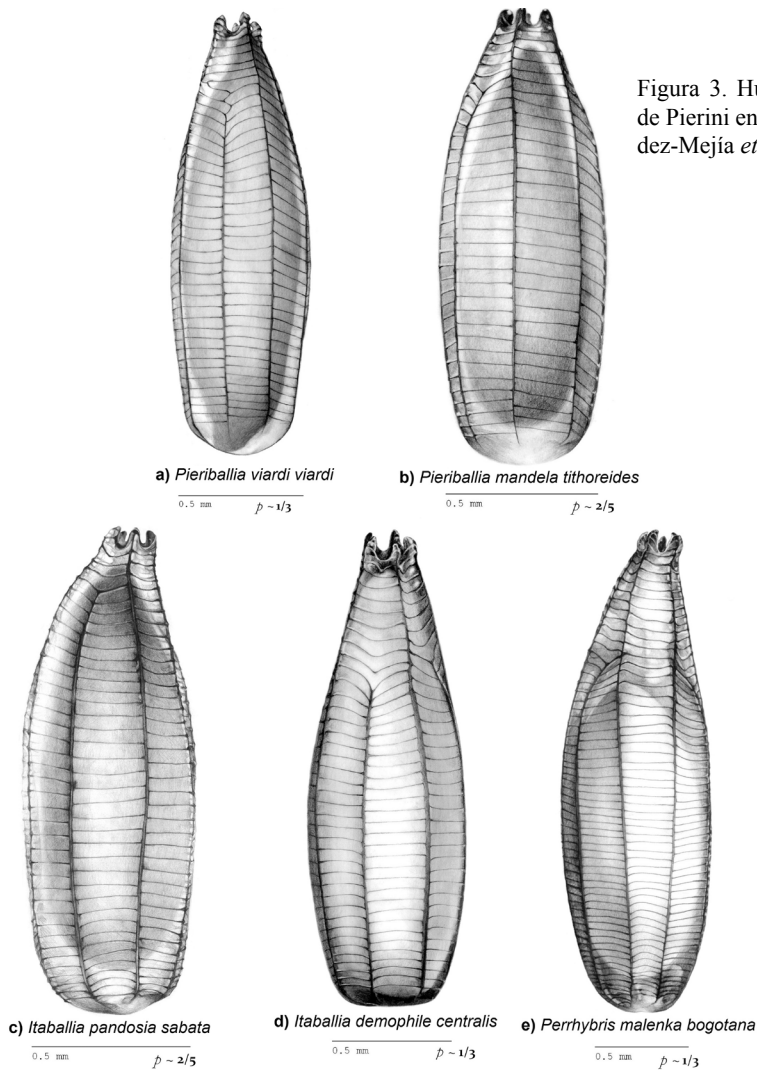 Figura 3. Hu
de Pierini en
dez-Mejía et
a) Pieriballia viardi viardi
0.5 mm p ~ 1/3
b) Pieriballia mandela tithoreides
0.5 mm p ~ 2/5
c) Itaballia pandosia sabata
0.5 mm p ~ 2/5
d) Itaballia demophile centralis
0.5 mm p ~ 1/3
e) Perrhybris malenka bogotana
0.5 mm p ~ 1/3